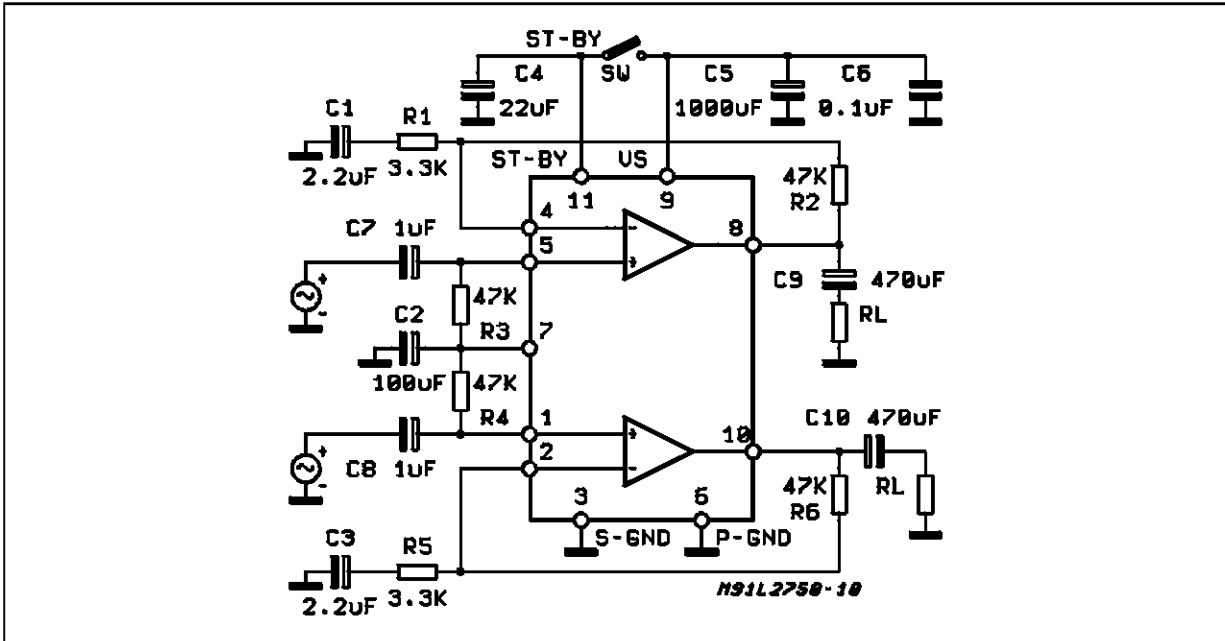 ST-BY
SW
C4
22uF
C5
1000uF
C6
0.1uF
C1
2.2uF
R1
3.3K
ST-BY
VS
11
9
47K
R2
4
5
8
C7 1uF
+
-
-
+
47K
R3
C9 470uF
RL
C2
100uF
7
47K
R4
1
2
10
C10 470uF
+
-
C8 1uF
+
-
47K
R6
RL
3
6
S-GND
P-GND
C3
2.2uF
R5
3.3K
M91L2750-10